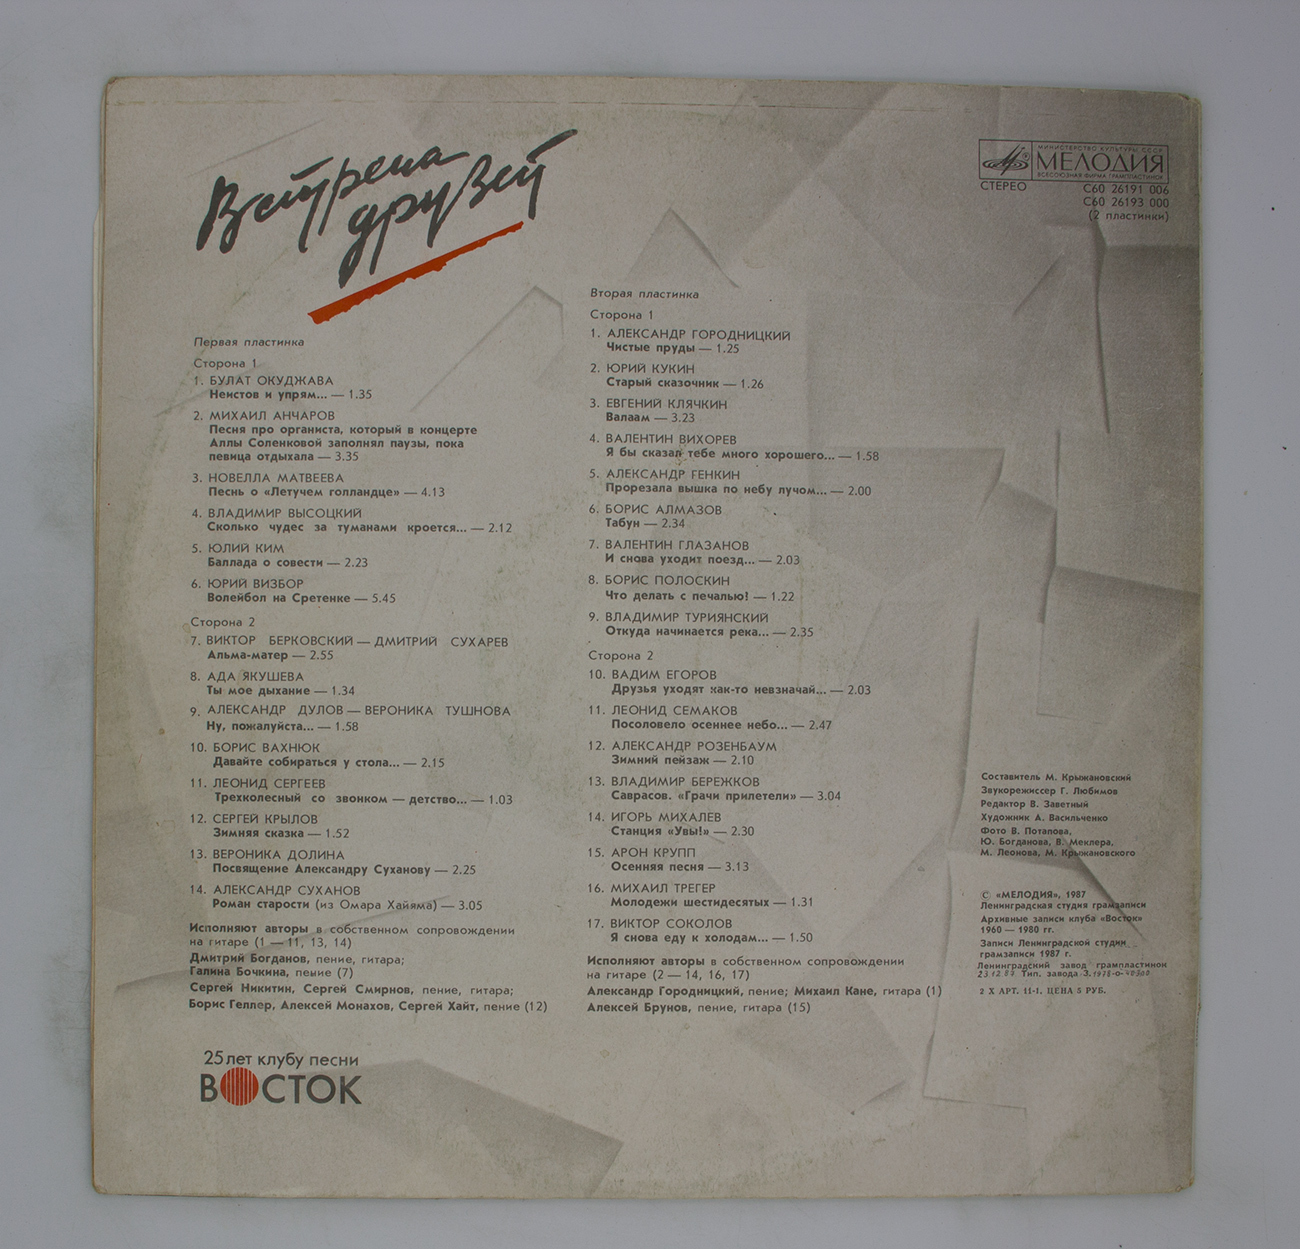 Встреча
друзей
МИНИСТЕРСТВО КУЛЬТУРЫ СССР
МЕЛОДИЯ
ВСЕСОЮЗНАЯ ФИРМА ГРАМПЛАСТИНОК
СТЕРЕО
С60 26191 006
С60 26193 000
(2 пластинки)
Первая пластинка
Сторона 1
1. БУЛАТ ОКУДЖАВА
Неистов и упрям... — 1.35
2. МИХАИЛ АНЧАРОВ
Песня про органиста, который в концерте
Аллы Соленковой заполнял паузы, пока
певица отдыхала — 3.35
3. НОВЕЛЛА МАТВЕЕВА
Песнь о «Летучем голландце» — 4.13
4. ВЛАДИМИР ВЫСОЦКИЙ
Сколько чудес за туманами кроется... — 2.12
5. ЮЛИЙ КИМ
Баллада о совести — 2.23
6. ЮРИЙ ВИЗБОР
Волейбол на Сретенке — 5.45
Сторона 2
7. ВИКТОР БЕРКОВСКИЙ — ДМИТРИЙ СУХАРЕВ
Альма-матер — 2.55
8. АДА ЯКУШЕВА
Ты мое дыхание — 1.34
9. АЛЕКСАНДР ДУЛОВ — ВЕРОНИКА ТУШНОВА
Ну, пожалуйста... — 1.58
10. БОРИС ВАХНЮК
Давайте собираться у стола... — 2.15
11. ЛЕОНИД СЕРГЕЕВ
Трехколесный со звонком — детство... — 1.03
12. СЕРГЕЙ КРЫЛОВ
Зимняя сказка — 1.52
13. ВЕРОНИКА ДОЛИНА
Посвящение Александру Суханову — 2.25
14. АЛЕКСАНДР СУХАНОВ
Роман старости (из Омара Хайяма) — 3.05
Исполняют авторы в собственном сопровождении
на гитаре (1 — 11, 13, 14)
Дмитрий Богданов, пение, гитара;
Галина Бочкина, пение (7)
Сергей Никитин, Сергей Смирнов, пение, гитара;
Борис Геллер, Алексей Монахов, Сергей Хайт, пение (12)
25 лет клубу песни
ВОСТОК
Вторая пластинка
Сторона 1
1. АЛЕКСАНДР ГОРОДНИЦКИЙ
Чистые пруды — 1.25
2. ЮРИЙ КУКИН
Старый сказочник — 1.26
3. ЕВГЕНИЙ КЛЯЧКИН
Валаам — 3.23
4. ВАЛЕНТИН ВИХОРЕВ
Я бы сказал тебе много хорошего... — 1.58
5. АЛЕКСАНДР ГЕНКИН
Прорезала вышка по небу лучом... — 2.00
6. БОРИС АЛМАЗОВ
Табун — 2.34
7. ВАЛЕНТИН ГЛАЗАНОВ
И снова уходит поезд... — 2.03
8. БОРИС ПОЛОСКИН
Что делать с печалью! — 1.22
9. ВЛАДИМИР ТУРИЯНСКИЙ
Откуда начинается река... — 2.35
Сторона 2
10. ВАДИМ ЕГОРОВ
Друзья уходят как-то невзначай... — 2.03
11. ЛЕОНИД СЕМАКОВ
Посоловело осеннее небо... — 2.47
12. АЛЕКСАНДР РОЗЕНБАУМ
Зимний пейзаж — 2.10
13. ВЛАДИМИР БЕРЕЖКОВ
Саврасов. «Грачи прилетели» — 3.04
14. ИГОРЬ МИХАЛЕВ
Станция «Увы!» — 2.30
15. АРОН КРУПП
Осенняя песня — 3.13
16. МИХАИЛ ТРЕГЕР
Молодежи шестидесятых — 1.31
17. ВИКТОР СОКОЛОВ
Я снова еду к холодам... — 1.50
Исполняют авторы в собственном сопровождении
на гитаре (2 — 14, 16, 17)
Александр Городницкий, пение; Михаил Кане, гитара (1)
Алексей Брунов, пение, гитара (15)
Составитель М. Крыжановский
Звукорежиссер Г. Любимов
Редактор В. Заветный
Художник А. Васильченко
Фото В. Потапова,
Ю. Богданова, В. Меклера,
М. Леонова, М. Крыжановского
© «МЕЛОДИЯ», 1987
Ленинградская студия грамзаписи
Архивные записи клуба «Восток»
1960 — 1980 гг.
Записи Ленинградской студии
грамзаписи 1987 г.
Ленинградский завод грампластинок
Тип. завода З.
2 Х АРТ. 11-1. ЦЕНА 5 РУБ.